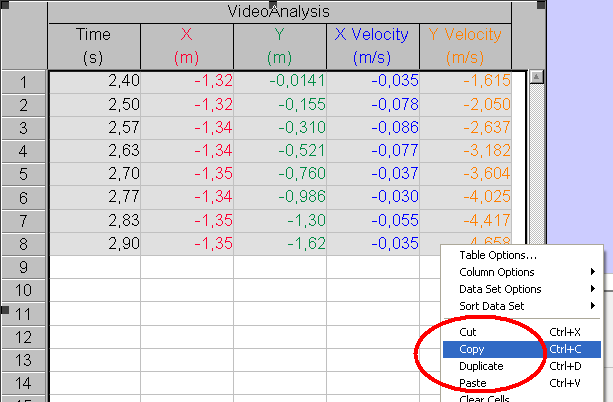 VideoAnalysis
Time X Y X Velocity Y Velocity
(s) (m) (m) (m/s) (m/s)
1 2,40 -1,32 -0,0141 -0,035 -1,615
2 2,50 -1,32 -0,155 -0,078 -2,050
3 2,57 -1,34 -0,310 -0,086 -2,637
4 2,63 -1,34 -0,521 -0,077 -3,182
5 2,70 -1,35 -0,760 -0,037 -3,604
6 2,77 -1,34 -0,986 -0,030 -4,025
7 2,83 -1,35 -1,30 -0,055 -4,417
8 2,90 -1,35 -1,62 -0,035 -4,658
9
10
11
12
13
14
Table Options...
Column Options
Data Set Options
Sort Data Set
Cut Ctrl+X
Copy Ctrl+C
Duplicate Ctrl+D
Paste Ctrl+V
Clear Cells